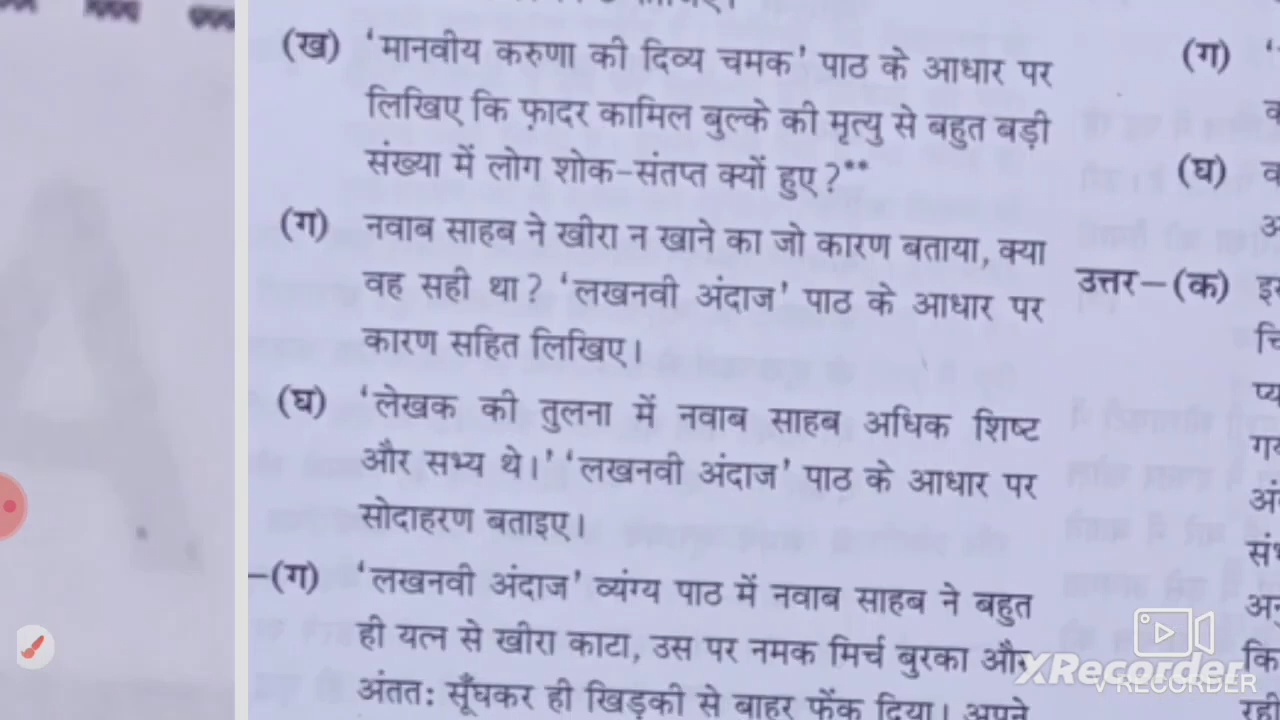 (ख) 'मानवीय करुणा की दिव्य चमक' पाठ के आधार पर
लिखिए कि फ़ादर कामिल बुल्के की मृत्यु से बहुत बड़ी
संख्या में लोग शोक-संतप्त क्यों हुए?**
(ग) नवाब साहब ने खीरा न खाने का जो कारण बताया, क्या
वह सही था? 'लखनवी अंदाज' पाठ के आधार पर
कारण सहित लिखिए।
(घ) 'लेखक की तुलना में नवाब साहब अधिक शिष्ट
और सभ्य थे।' 'लखनवी अंदाज' पाठ के आधार पर
सोदाहरण बताइए।
–(ग) 'लखनवी अंदाज' व्यंग्य पाठ में नवाब साहब ने बहुत
ही यत्न से खीरा काटा, उस पर नमक मिर्च बुरका और
अंततः सूँघकर ही खिड़की से बाहर फेंक दिया। अपने
(ग)
(घ)
उत्तर–(क)
XRecorder
V RECORDER